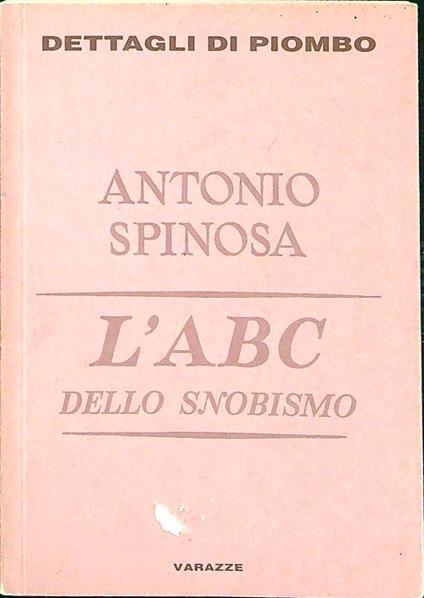 DETTAGLI DI PIOMBO
ANTONIO
SPINOSA
L'ABC
DELLO SNOBISMO
VARAZZE